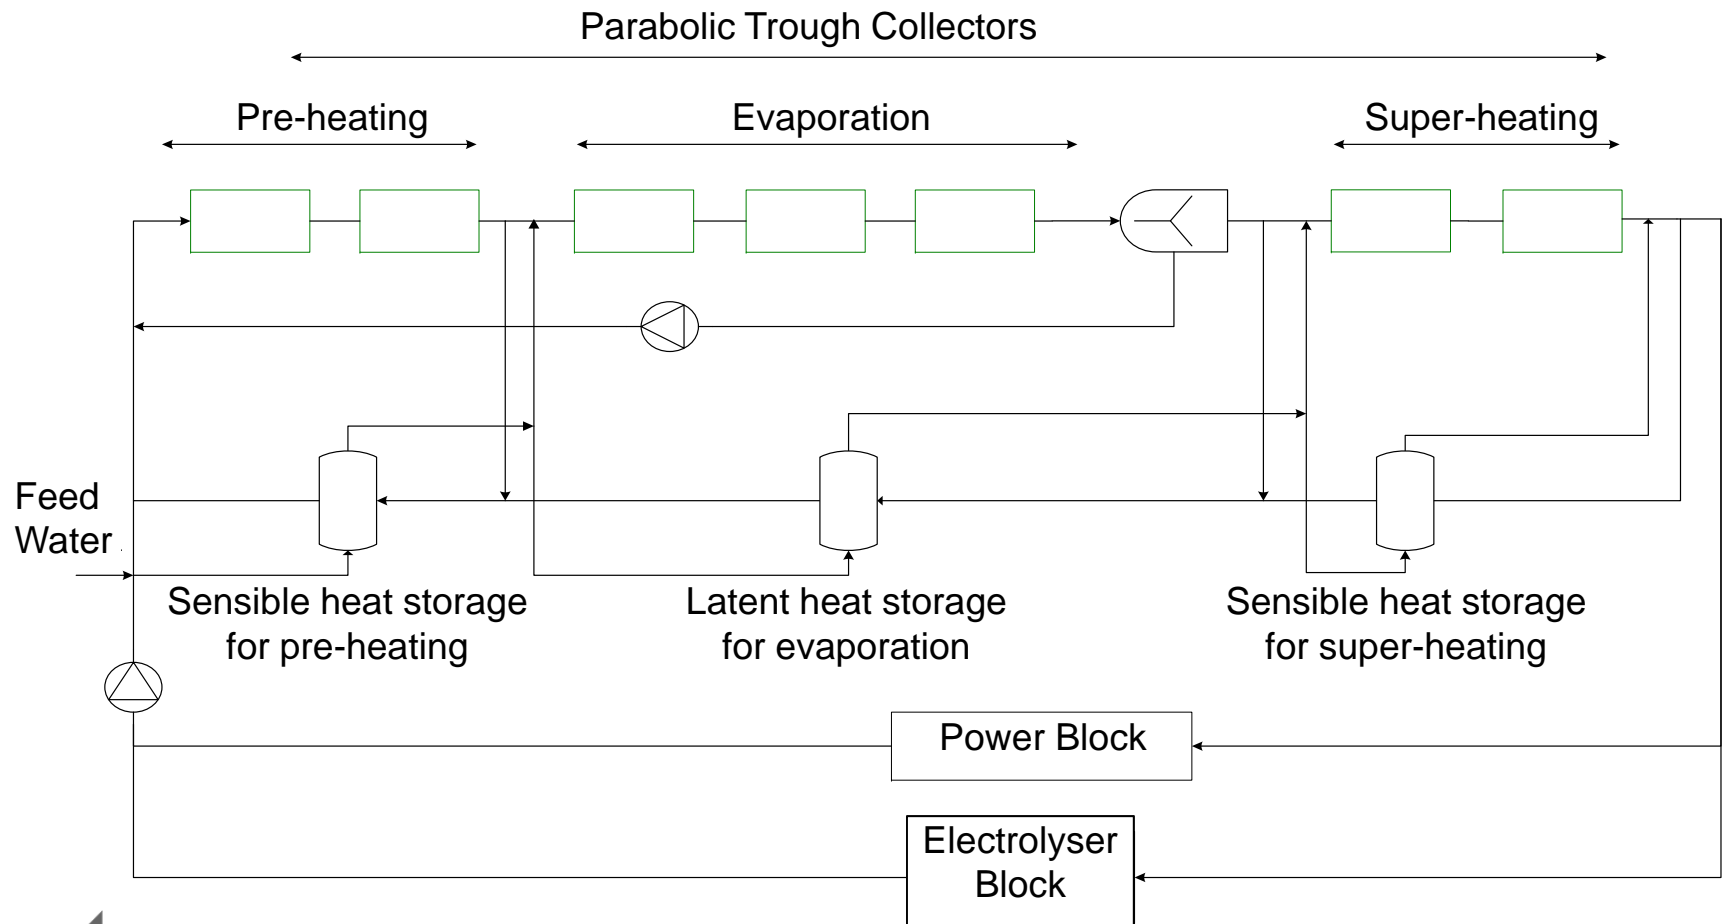 Parabolic Trough Collectors
Pre-heating
Evaporation
Super-heating
Feed
Water
Sensible heat storage
for pre-heating
Latent heat storage
for evaporation
Sensible heat storage
for super-heating
Power Block
Electrolyser
Block